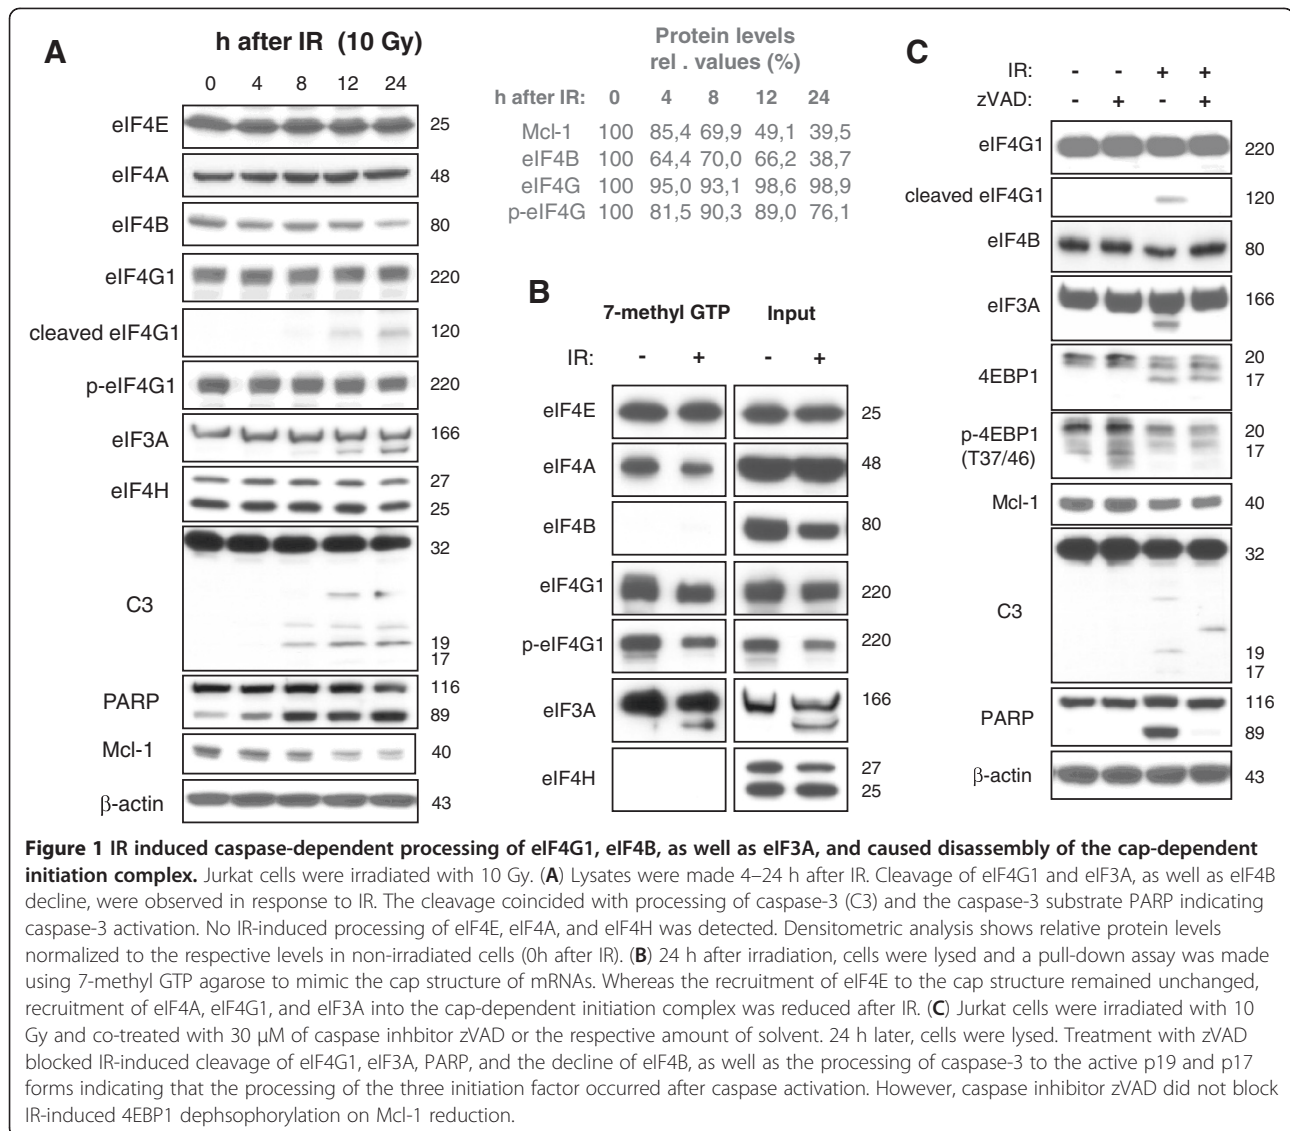 A
h after IR (10 Gy)
0 4 8 12 24
eIF4E 25
eIF4A 48
eIF4B 80
eIF4G1 220
cleaved eIF4G1 120
p-eIF4G1 220
eIF3A 166
eIF4H 27
25
C3 32
19
17
PARP 116
89
Mcl-1 40
β-actin 43
Protein levels
rel . values (%)
h after IR: 0 4 8 12 24
Mcl-1 100 85,4 69,9 49,1 39,5
eIF4B 100 64,4 70,0 66,2 38,7
eIF4G 100 95,0 93,1 98,6 98,9
p-eIF4G 100 81,5 90,3 89,0 76,1
B
7-methyl GTP Input
IR: - + - +
eIF4E 25
eIF4A 48
eIF4B 80
eIF4G1 220
p-eIF4G1 220
eIF3A 166
eIF4H 27
25
C
IR: - - + +
zVAD: - + - +
eIF4G1 220
cleaved eIF4G1 120
eIF4B 80
eIF3A 166
4EBP1 20
17
p-4EBP1 20
(T37/46) 17
Mcl-1 40
C3 32
19
17
PARP 116
89
β-actin 43
Figure 1 IR induced caspase-dependent processing of eIF4G1, eIF4B, as well as eIF3A, and caused disassembly of the cap-dependent
initiation complex. Jurkat cells were irradiated with 10 Gy. (A) Lysates were made 4–24 h after IR. Cleavage of eIF4G1 and eIF3A, as well as eIF4B
decline, were observed in response to IR. The cleavage coincided with processing of caspase-3 (C3) and the caspase-3 substrate PARP indicating
caspase-3 activation. No IR-induced processing of eIF4E, eIF4A, and eIF4H was detected. Densitometric analysis shows relative protein levels
normalized to the respective levels in non-irradiated cells (0h after IR). (B) 24 h after irradiation, cells were lysed and a pull-down assay was made
using 7-methyl GTP agarose to mimic the cap structure of mRNAs. Whereas the recruitment of eIF4E to the cap structure remained unchanged,
recruitment of eIF4A, eIF4G1, and eIF3A into the cap-dependent initiation complex was reduced after IR. (C) Jurkat cells were irradiated with 10
Gy and co-treated with 30 μM of caspase inhbitor zVAD or the respective amount of solvent. 24 h later, cells were lysed. Treatment with zVAD
blocked IR-induced cleavage of eIF4G1, eIF3A, PARP, and the decline of eIF4B, as well as the processing of caspase-3 to the active p19 and p17
forms indicating that the processing of the three initiation factor occurred after caspase activation. However, caspase inhibitor zVAD did not block
IR-induced 4EBP1 dephsophorylation on Mcl-1 reduction.